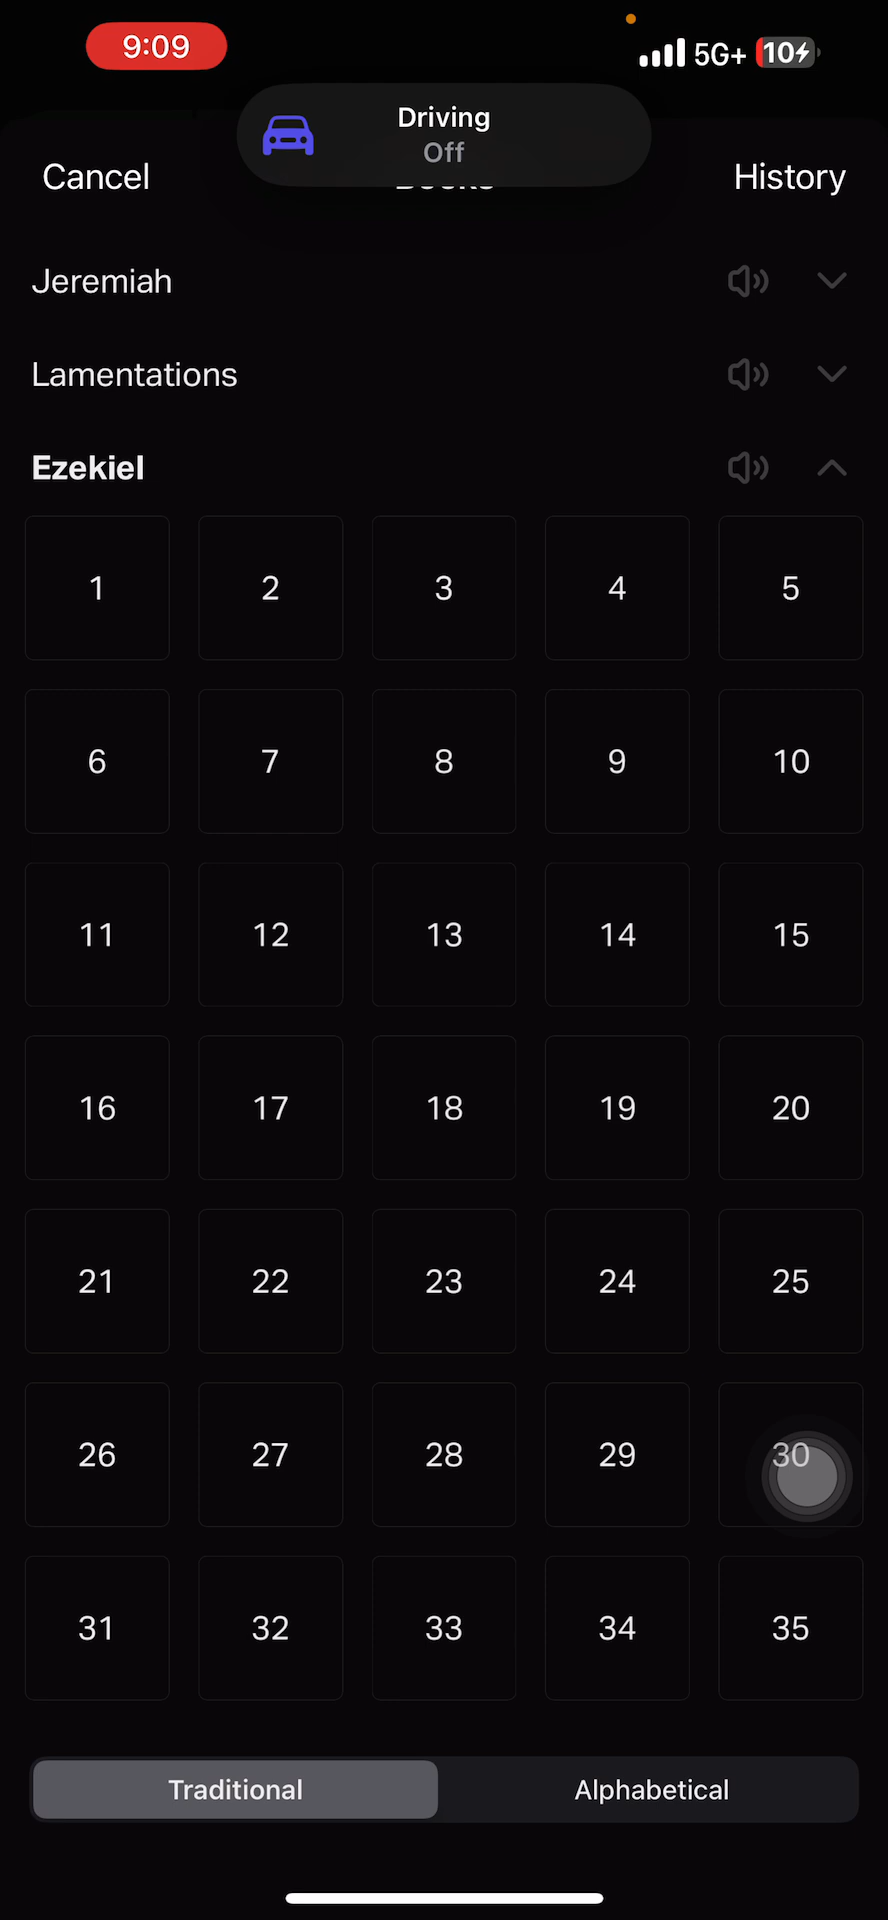 9:09
5G+ 10
Driving
Off
Cancel
History
Jeremiah
Lamentations
Ezekiel
1 2 3 4 5
6 7 8 9 10
11 12 13 14 15
16 17 18 19 20
21 22 23 24 25
26 27 28 29 30
31 32 33 34 35
Traditional Alphabetical